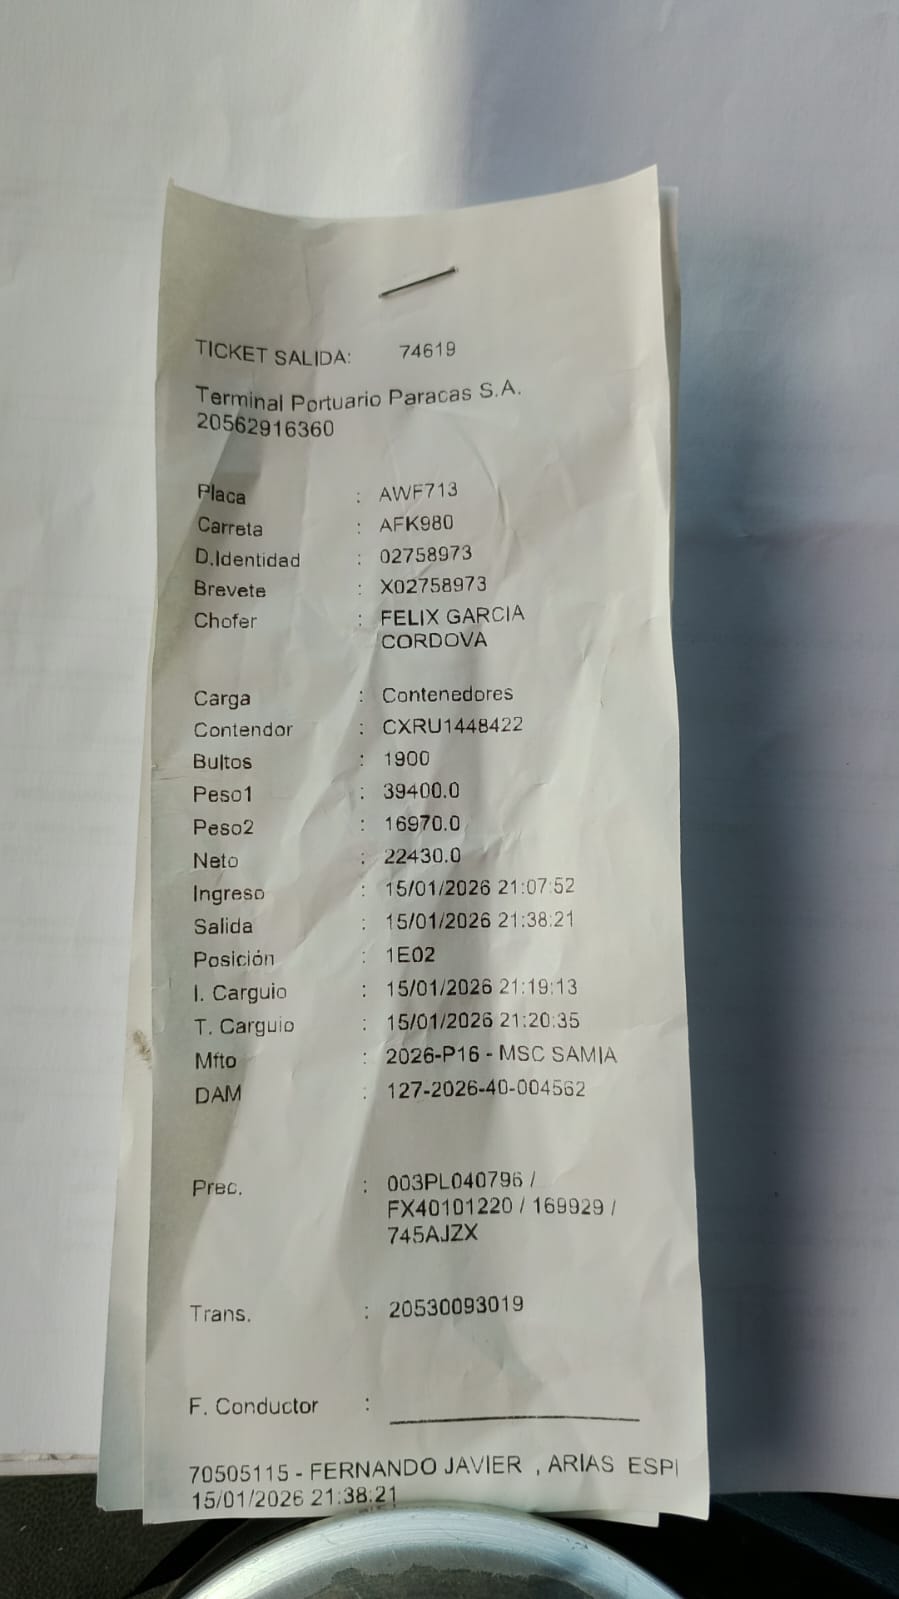 TICKET SALIDA: 74619
Terminal Portuario Paracas S.A.
20562916360
Placa : AWF713
Carreta : AFK980
D.Identidad : 02758973
Brevete : X02758973
Chofer : FELIX GARCIA
CORDOVA
Carga : Contenedores
Contendor : CXRU1448422
Bultos : 1900
Peso1 : 39400.0
Peso2 : 16970.0
Neto : 22430.0
Ingreso : 15/01/2026 21:07:52
Salida : 15/01/2026 21:38:21
Posición : 1E02
I. Carguio : 15/01/2026 21:19:13
T. Carguio : 15/01/2026 21:20:35
Mfto : 2026-P16 - MSC SAMIA
DAM : 127-2026-40-004562
Prec. : 003PL040796 /
FX40101220 / 169929 /
745AJZX
Trans. : 20530093019
F. Conductor :
70505115 - FERNANDO JAVIER , ARIAS ESPI
15/01/2026 21:38:21